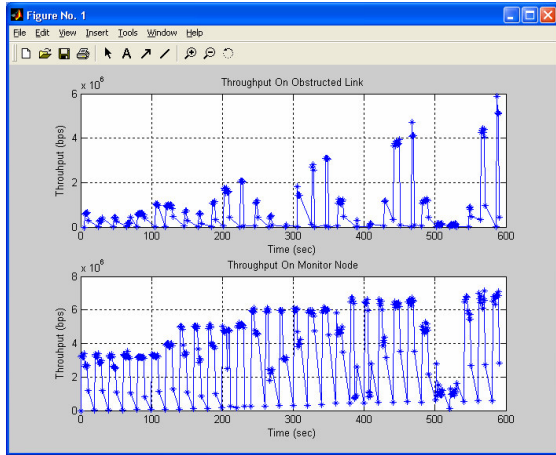 Figure No. 1
File Edit View Insert Tools Window Help
A
Throughput On Obstructed Link
x 10^6
6
4
2
0
Throughput (bps)
0 100 200 300 400 500 600
Time (sec)
Throughput On Monitor Node
x 10^6
8
6
4
2
0
Throughput (bps)
0 100 200 300 400 500 600
Time (sec)